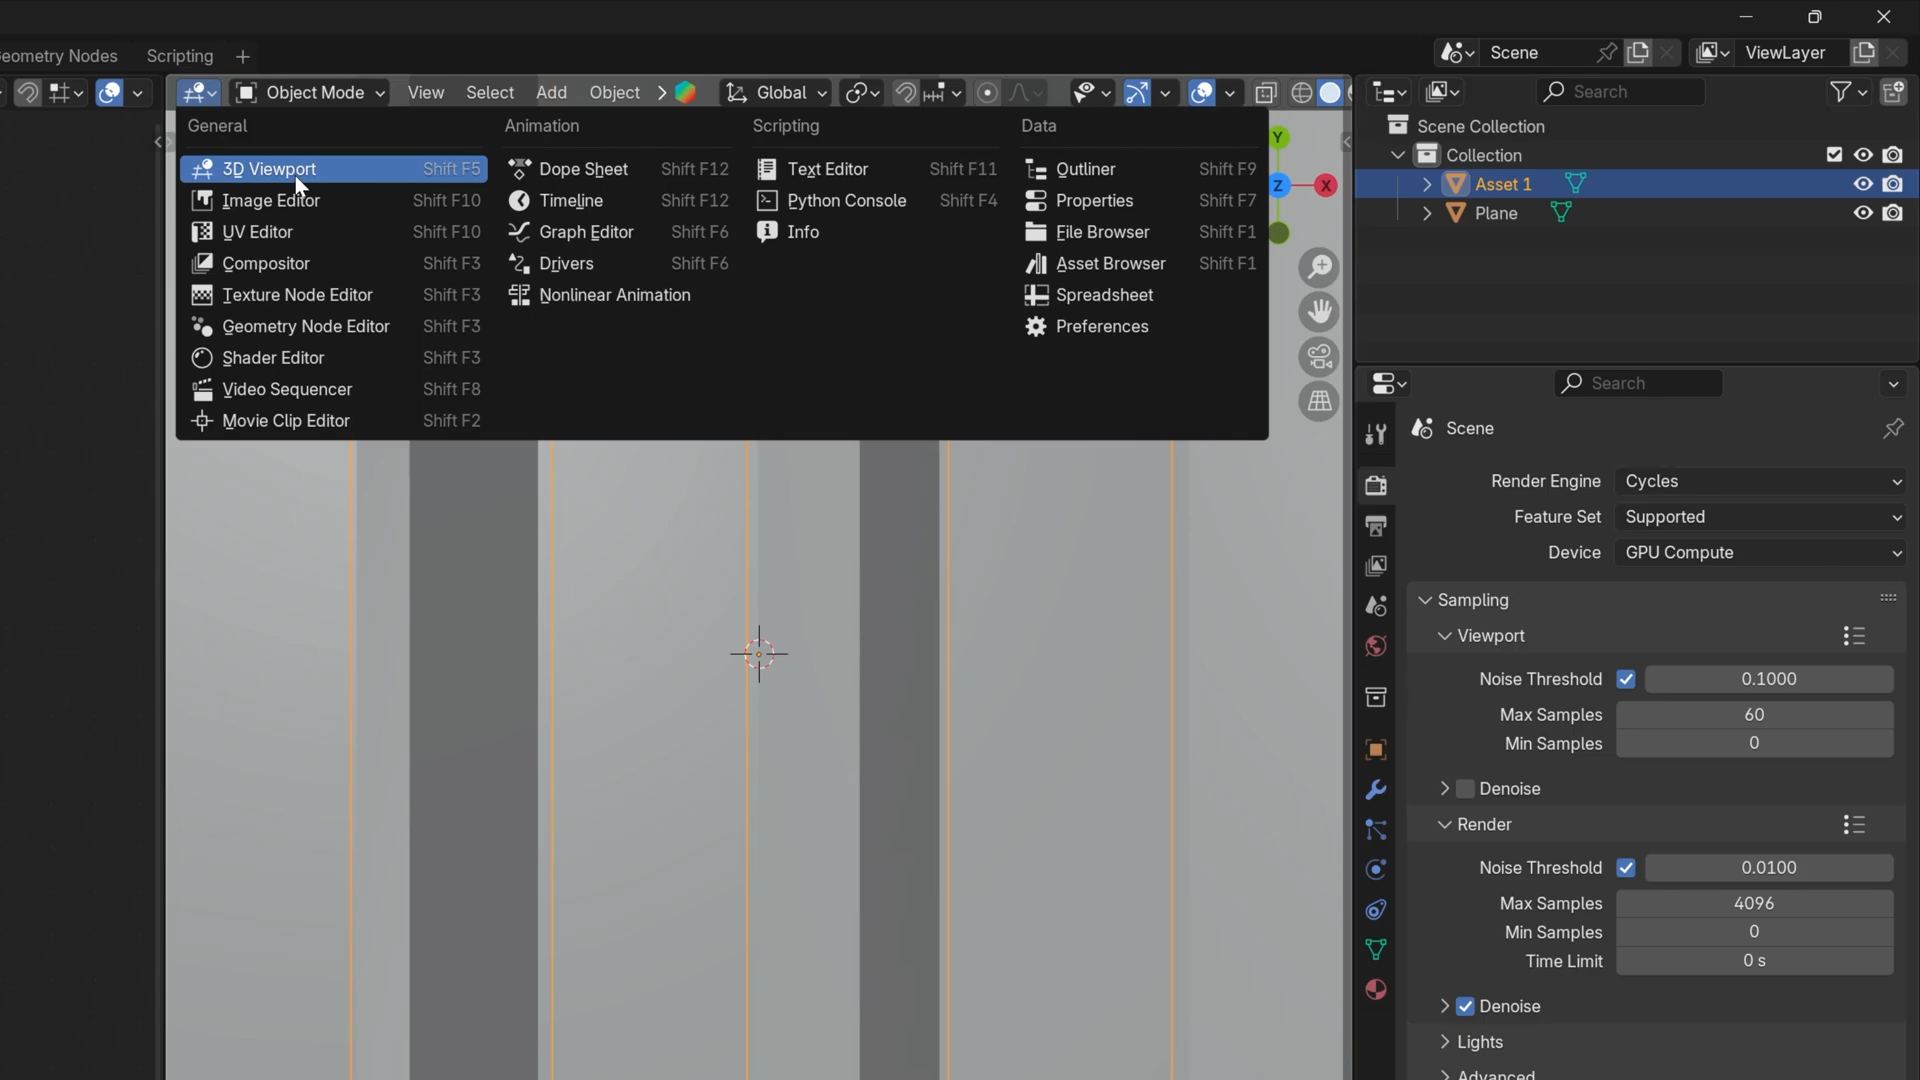 eometry Nodes Scripting +
Scene ViewLayer
Object Mode View Select Add Object Global Search
General Animation Scripting Data
3D Viewport Shift F5
Image Editor Shift F10
UV Editor Shift F10
Compositor Shift F3
Texture Node Editor Shift F3
Geometry Node Editor Shift F3
Shader Editor Shift F3
Video Sequencer Shift F8
Movie Clip Editor Shift F2
Dope Sheet Shift F12
Timeline Shift F12
Graph Editor Shift F6
Drivers Shift F6
Nonlinear Animation
Text Editor Shift F11
Python Console Shift F4
Info
Outliner Shift F9
Properties Shift F7
File Browser Shift F1
Asset Browser Shift F1
Spreadsheet
Preferences
Y
Z X
Scene Collection
Collection
Asset 1
Plane
Search
Scene
Render Engine Cycles
Feature Set Supported
Device GPU Compute
Sampling
Viewport
Noise Threshold 0.1000
Max Samples 60
Min Samples 0
Denoise
Render
Noise Threshold 0.0100
Max Samples 4096
Min Samples 0
Time Limit 0 s
Denoise
Lights
Advanced